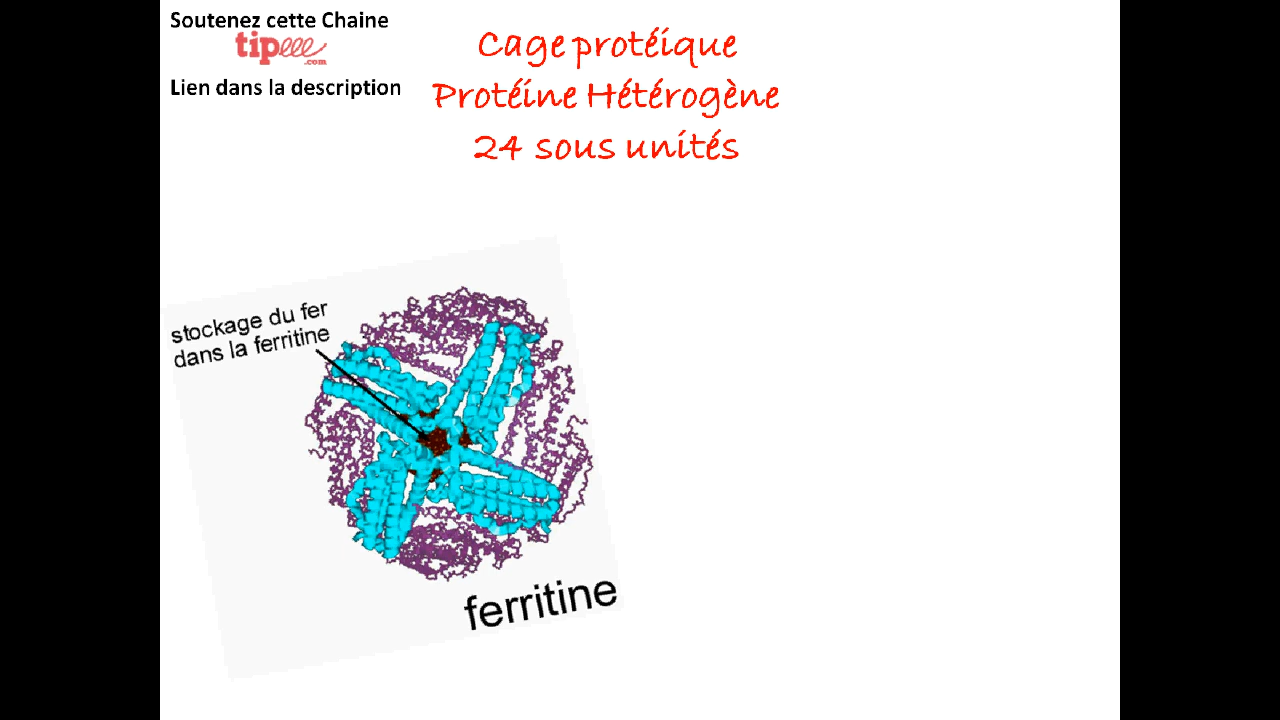 Soutenez cette Chaine
tipeee
.com
Lien dans la description
Cage protéique
Protéine Hétérogène
24 sous unités
stockage du fer
dans la ferritine
ferritine